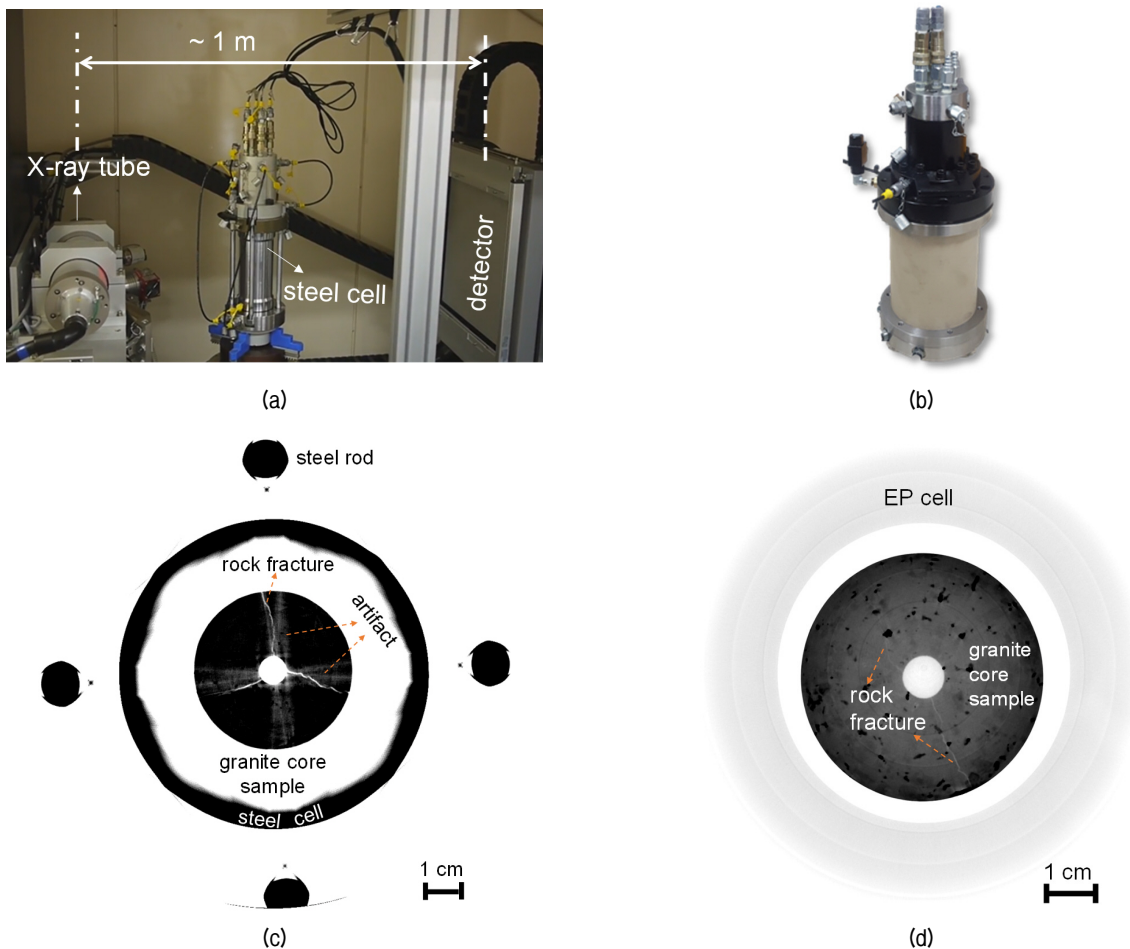 ~ 1 m
X-ray tube
steel cell
detector
(a)
(b)
steel rod
rock fracture
artifact
granite core
sample
steel cell
1 cm
(c)
EP cell
granite
core
sample
rock
fracture
1 cm
(d)